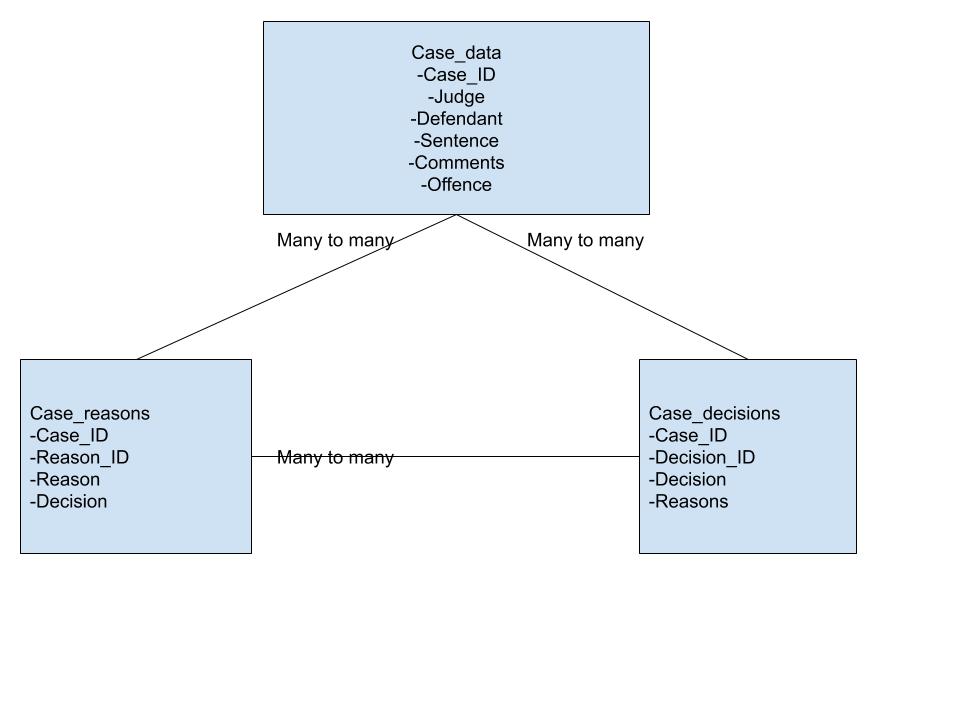 Case_data
-Case_ID
-Judge
-Defendant
-Sentence
-Comments
-Offence
Many to many
Many to many
Case_reasons
-Case_ID
-Reason_ID
-Reason
-Decision
Many to many
Case_decisions
-Case_ID
-Decision_ID
-Decision
-Reasons